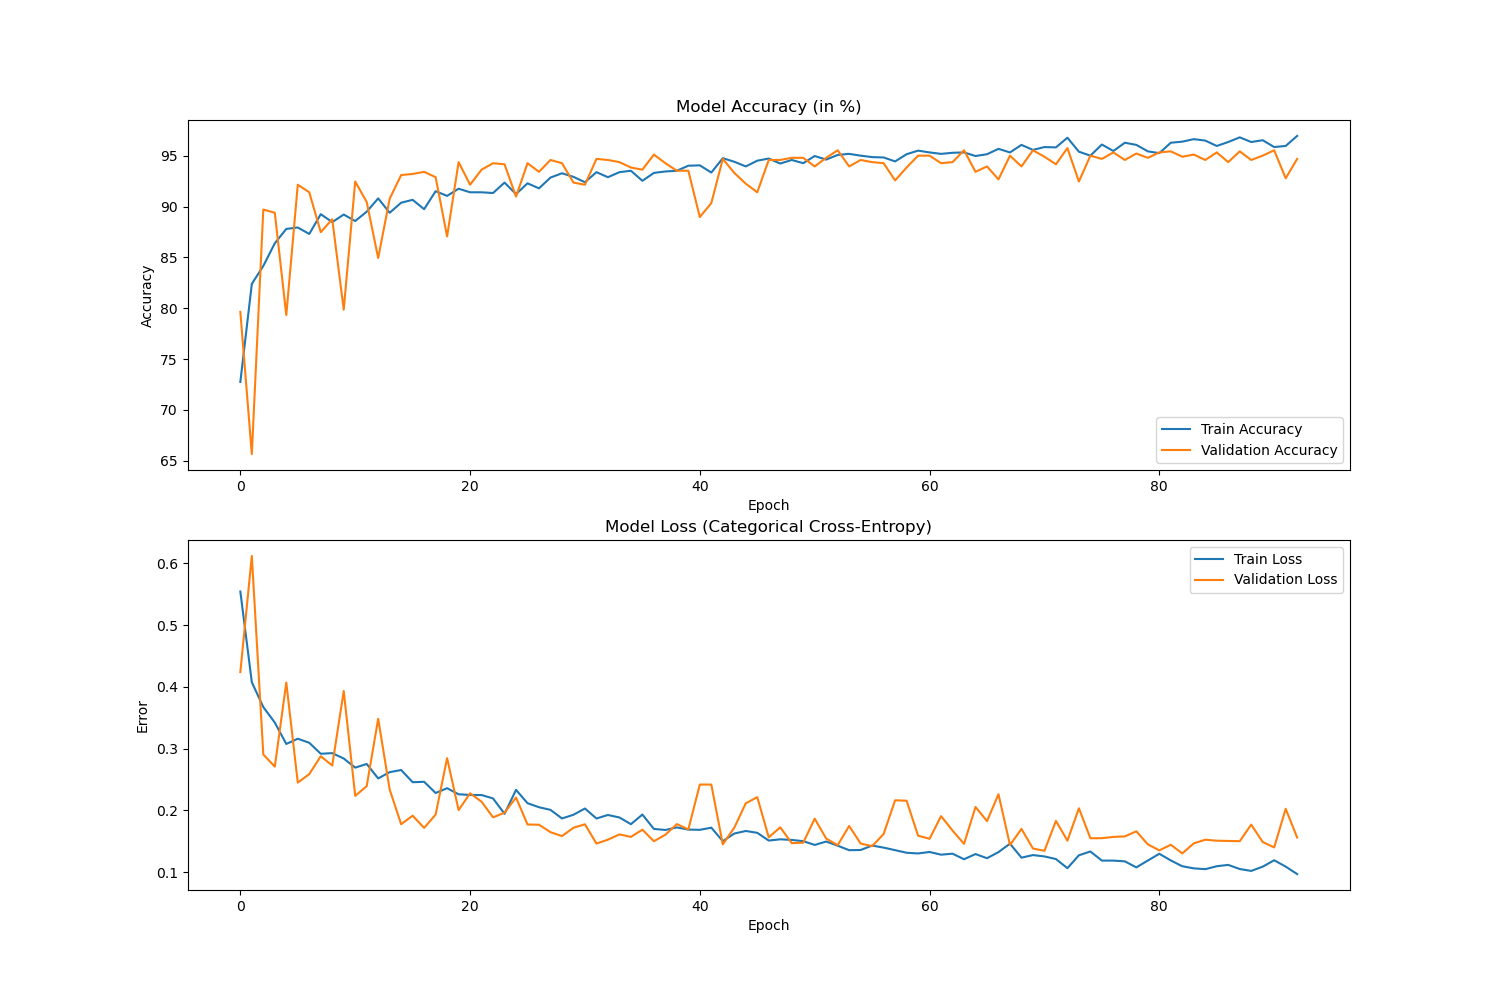 Model Accuracy (in %)
Accuracy
95
90
85
80
75
70
65
Train Accuracy
Validation Accuracy
0 20 40 60 80
Epoch
Model Loss (Categorical Cross-Entropy)
Error
0.6
0.5
0.4
0.3
0.2
0.1
Train Loss
Validation Loss
0 20 40 60 80
Epoch